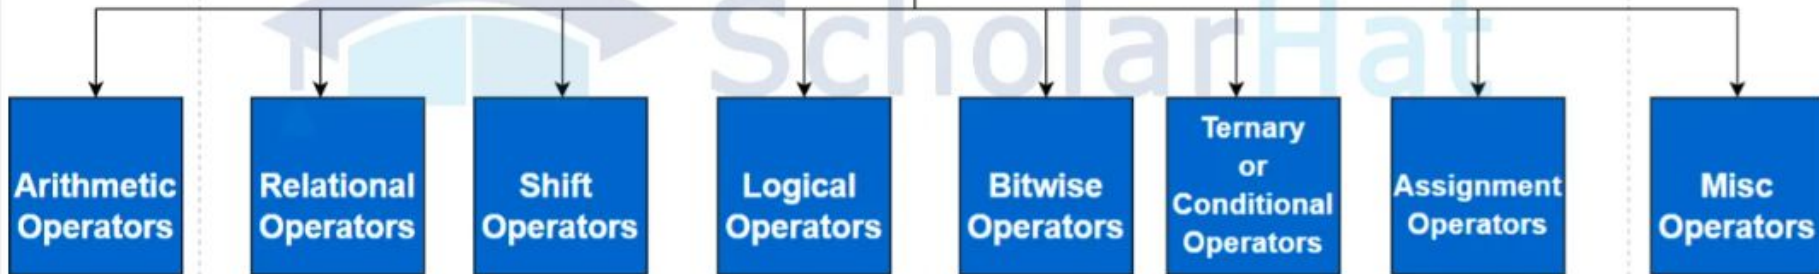 ScholarHat
Arithmetic
Operators
Relational
Operators
Shift
Operators
Logical
Operators
Bitwise
Operators
Ternary
or
Conditional
Operators
Assignment
Operators
Misc
Operators